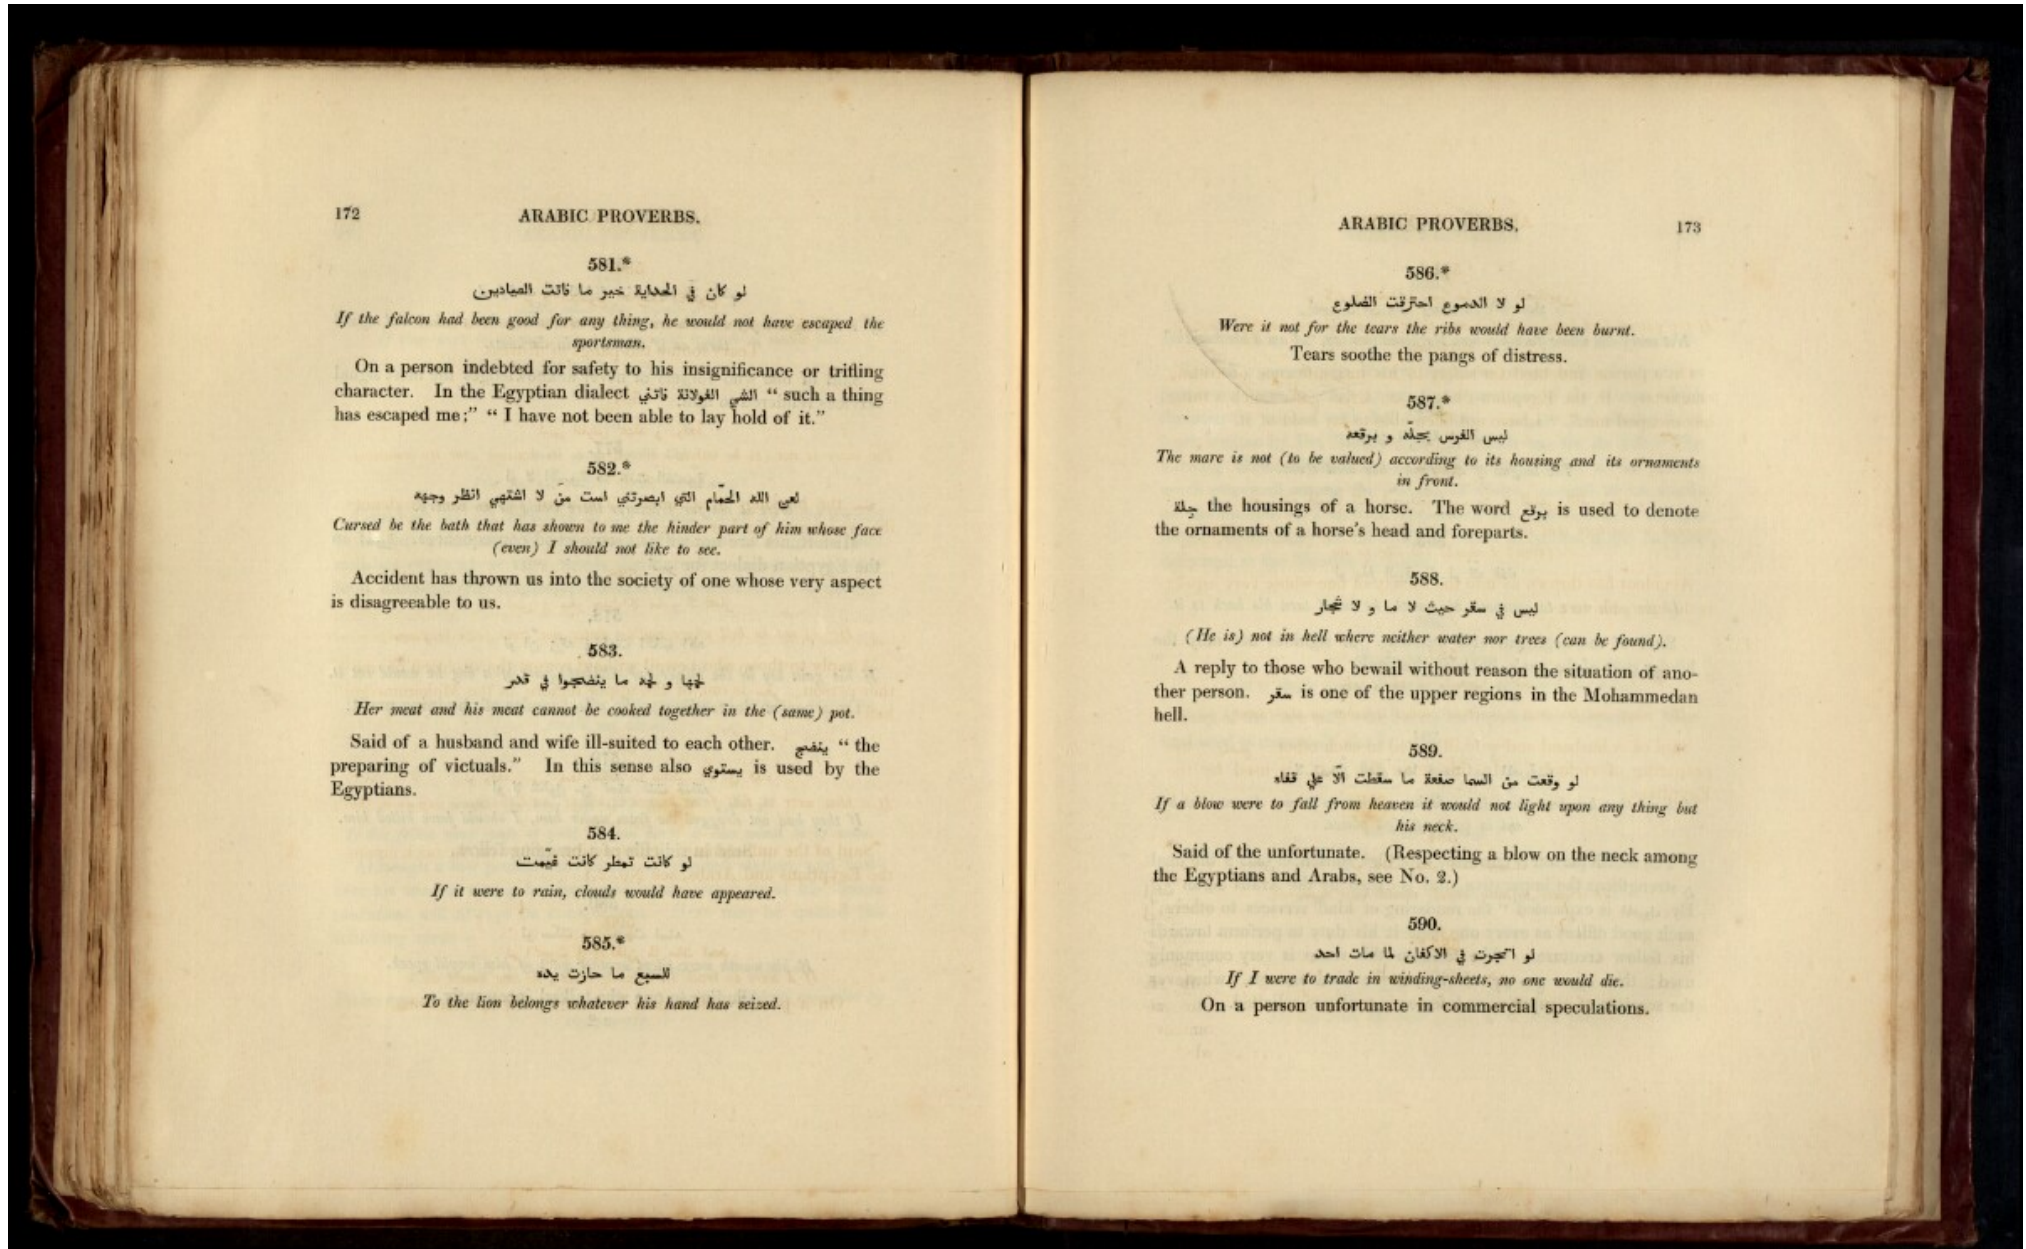 172
ARABIC PROVERBS.
581.*
لو كان في الحداية خير ما فاتت الصيادين
If the falcon had been good for any thing, he would not have escaped the
sportsman.
On a person indebted for safety to his insignificance or trifling
character. In the Egyptian dialect الشي الفولانة فاتني “ such a thing
has escaped me;” “ I have not been able to lay hold of it.”
582.*
لعن الله الحمّام التي ابصرتني است منّ لا اشتهي انظر وجهه
Cursed be the bath that has shown to me the hinder part of him whose face
(even) I should not like to see.
Accident has thrown us into the society of one whose very aspect
is disagreeable to us.
583.
لحمها و لحمه ما ينضجوا في قدر
Her meat and his meat cannot be cooked together in the (same) pot.
Said of a husband and wife ill-suited to each other. ينضج “ the
preparing of victuals.” In this sense also يستوي is used by the
Egyptians.
584.
لو كانت تمطر كانت غيّمت
If it were to rain, clouds would have appeared.
585.*
للسبع ما حازت يده
To the lion belongs whatever his hand has seized.
ARABIC PROVERBS.
173
586.*
لو لا الدموع احترقت الضلوع
Were it not for the tears the ribs would have been burnt.
Tears soothe the pangs of distress.
587.*
ليس الفرس بجلّه و برقعه
The mare is not (to be valued) according to its housing and its ornaments
in front.
جلة the housings of a horse. The word برقع is used to denote
the ornaments of a horse's head and foreparts.
588.
ليس في سقر حيث لا ما و لا شجار
(He is) not in hell where neither water nor trees (can be found).
A reply to those who bewail without reason the situation of ano-
ther person. سقر is one of the upper regions in the Mohammedan
hell.
589.
لو وقعت من السما صفعة ما سقطت الّا علي قفاه
If a blow were to fall from heaven it would not light upon any thing but
his neck.
Said of the unfortunate. (Respecting a blow on the neck among
the Egyptians and Arabs, see No. 2.)
590.
لو اتجرت في الاكفان لما مات احد
If I were to trade in winding-sheets, no one would die.
On a person unfortunate in commercial speculations.